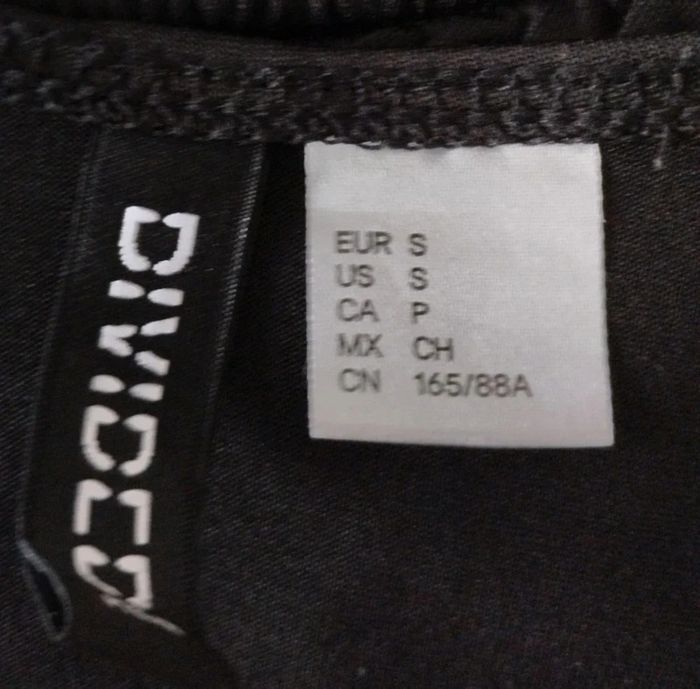 DIVIDED
EUR S
US S
CA P
MX CH
CN 165/88A